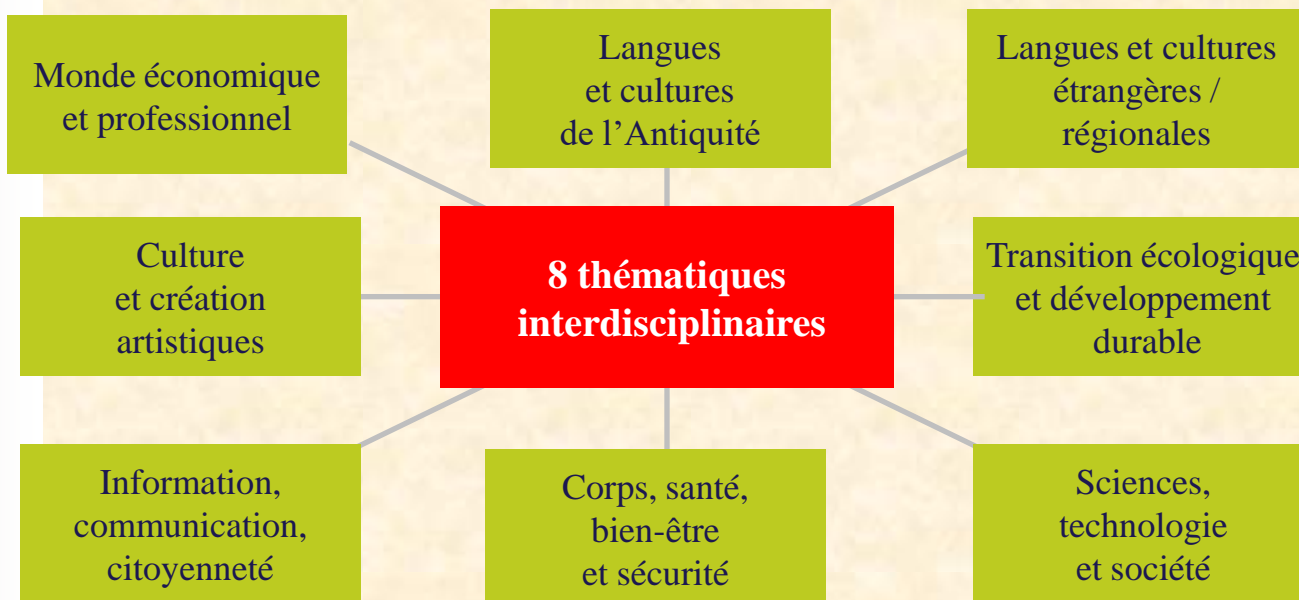 Monde économique
et professionnel
Langues
et cultures
de l’Antiquité
Langues et cultures
étrangères /
régionales
Culture
et création
artistiques
8 thématiques
interdisciplinaires
Transition écologique
et développement
durable
Information,
communication,
citoyenneté
Corps, santé,
bien-être
et sécurité
Sciences,
technologie
et société